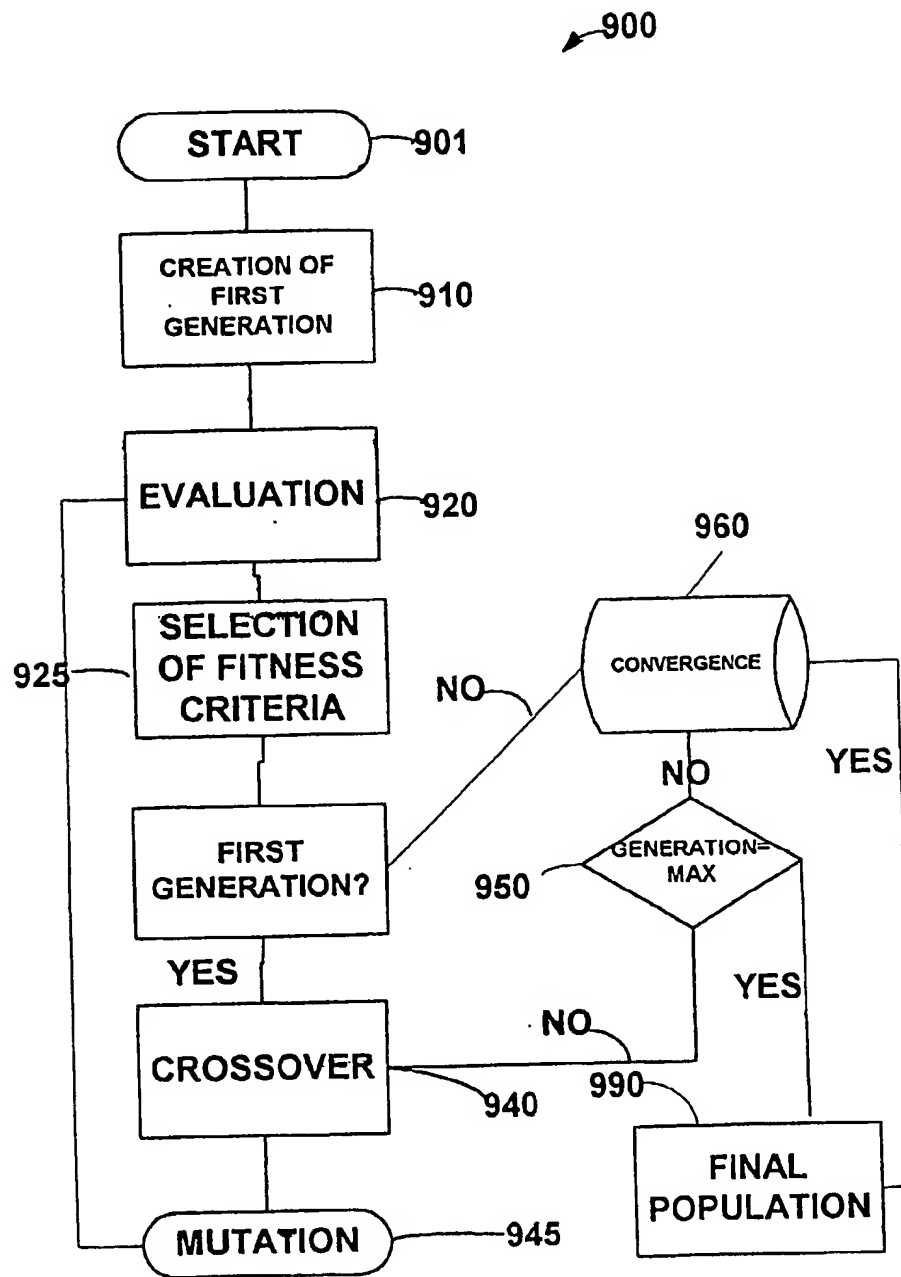 900
START
901
CREATION OF
FIRST
GENERATION
910
EVALUATION
920
SELECTION
OF FITNESS
CRITERIA
925
FIRST
GENERATION?
NO
YES
960
CONVERGENCE
YES
NO
GENERATION=
MAX
950
YES
NO
CROSSOVER
940
990
FINAL
POPULATION
MUTATION
945